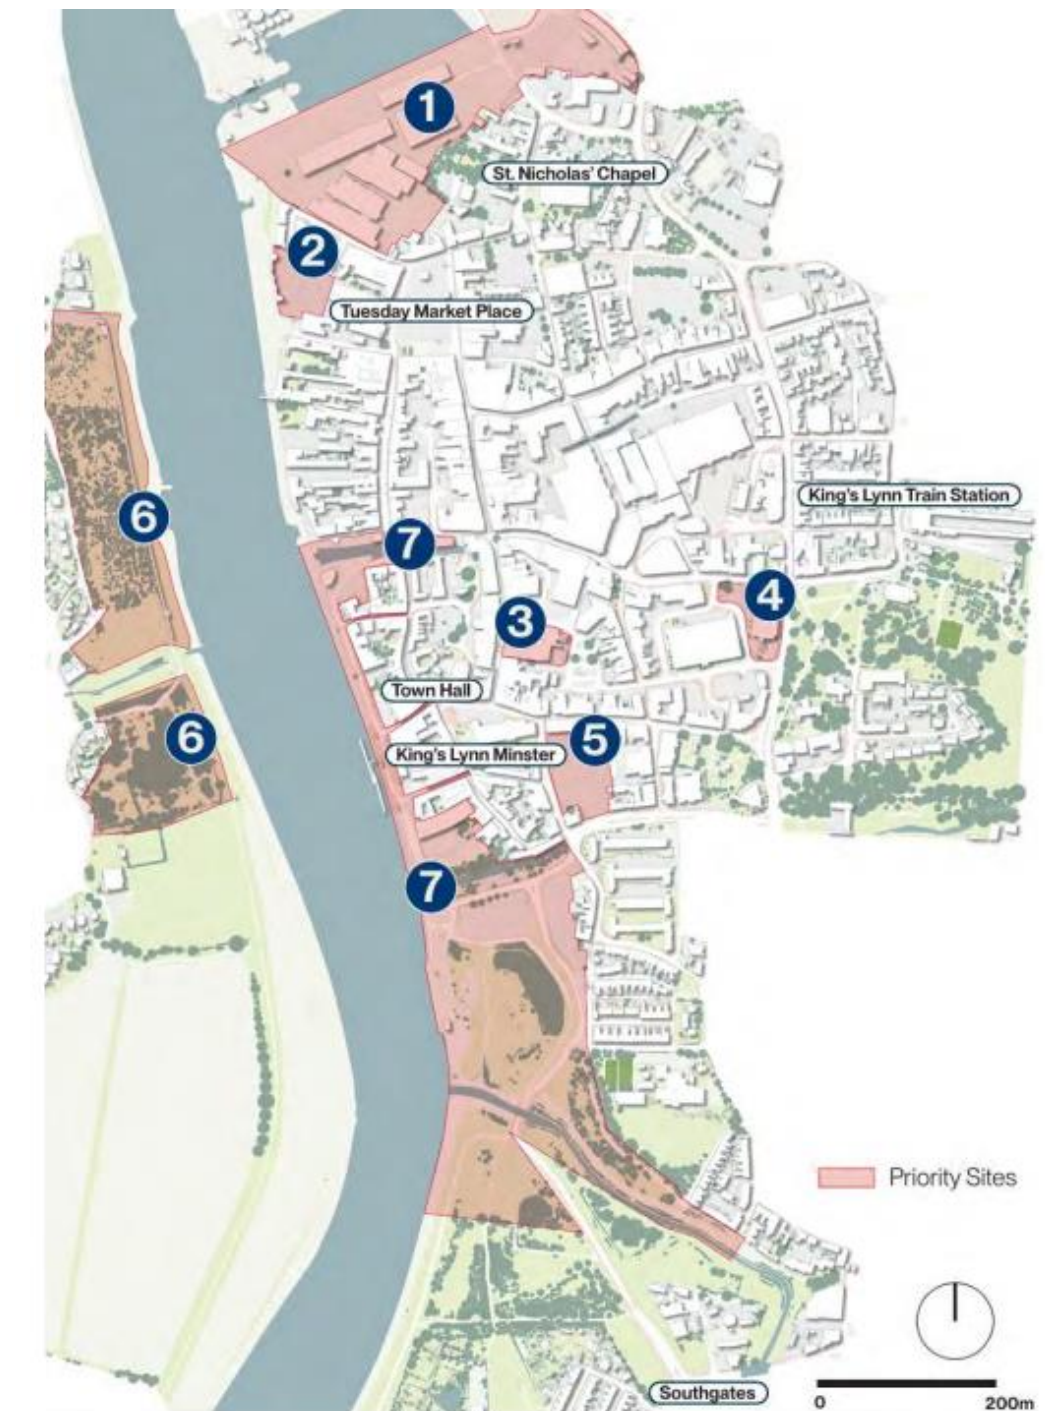 1
St. Nicholas' Chapel
2
Tuesday Market Place
King's Lynn Train Station
6
7
4
3
Town Hall
6
5
King's Lynn Minster
7
Priority Sites
Southgates
0 200m